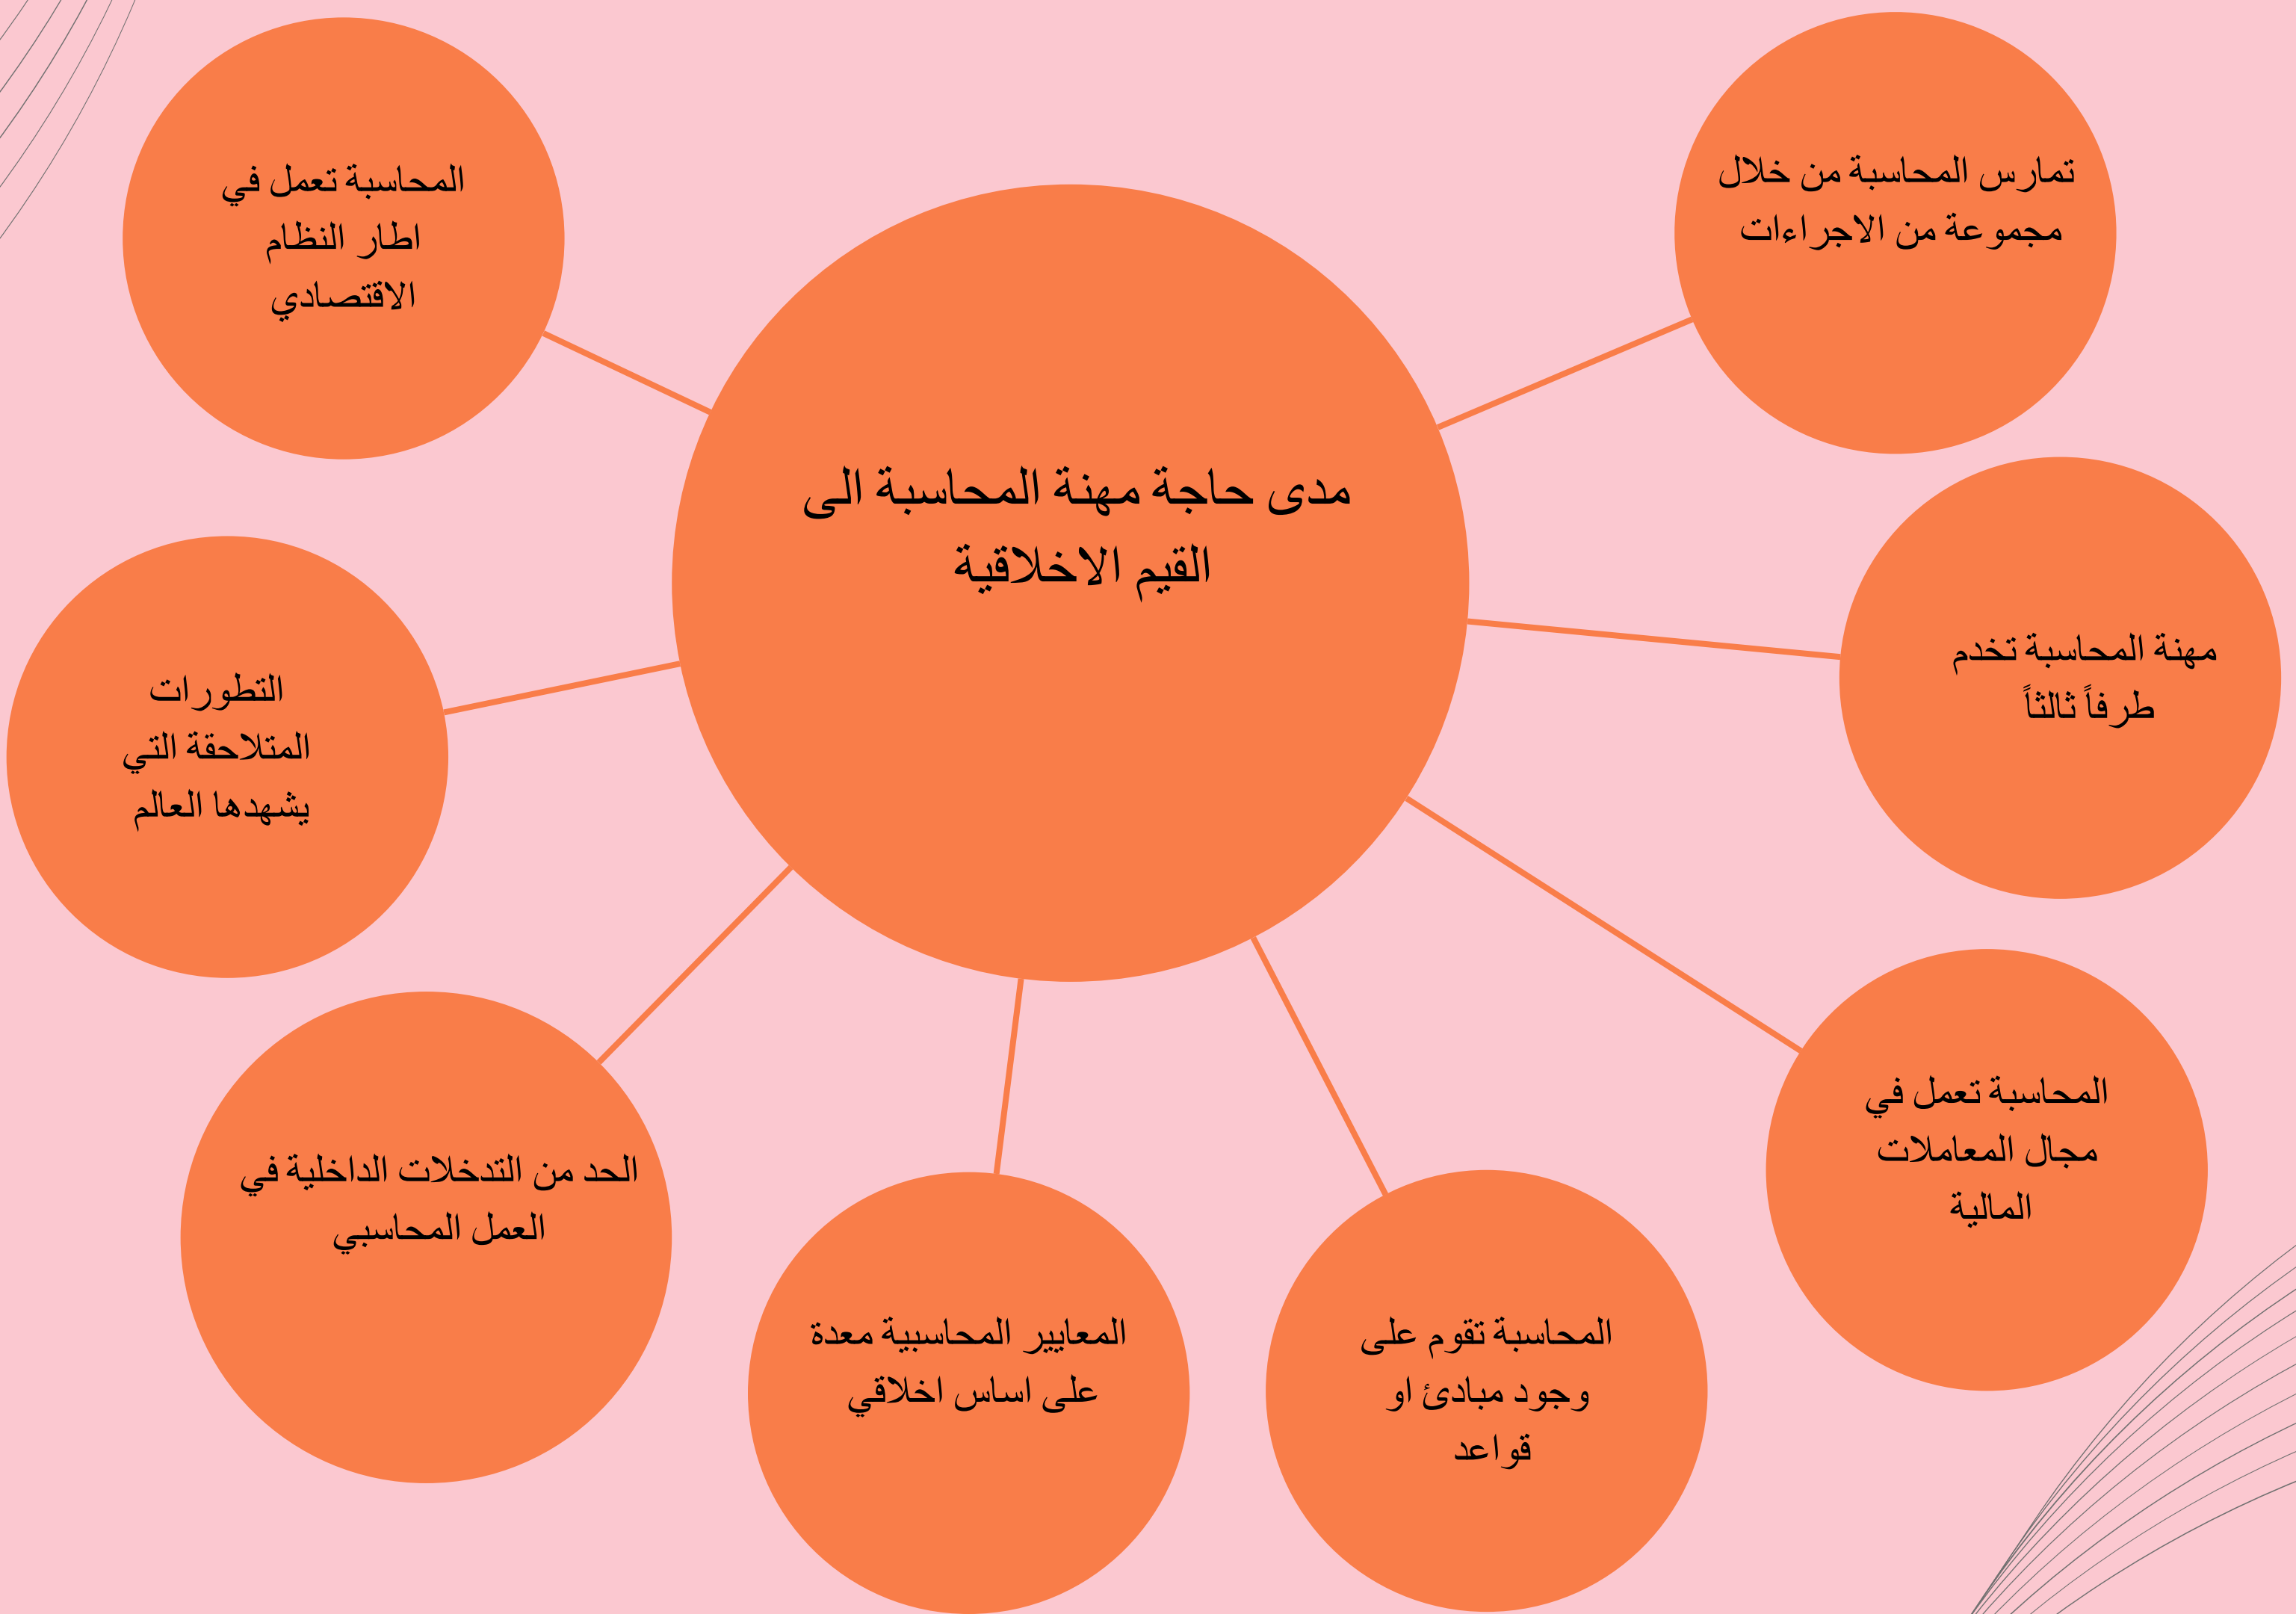 مدى حاجة مهنة المحاسبة الى
القيم الاخلاقية
تمارس المحاسبة من خلال
مجموعة من الاجراءات
مهنة المحاسبة تخدم
طرفاً ثالثاً
المحاسبة تعمل في
مجال المعاملات
المالية
المحاسبة تقوم على
وجود مبادئ او
قواعد
المعايير المحاسبية معدة
على اساس اخلاقي
الحد من التدخلات الداخلية في
العمل المحاسبي
التطورات
المتلاحقة التي
يشهدها العالم
المحاسبة تعمل في
اطار النظام
الاقتصادي